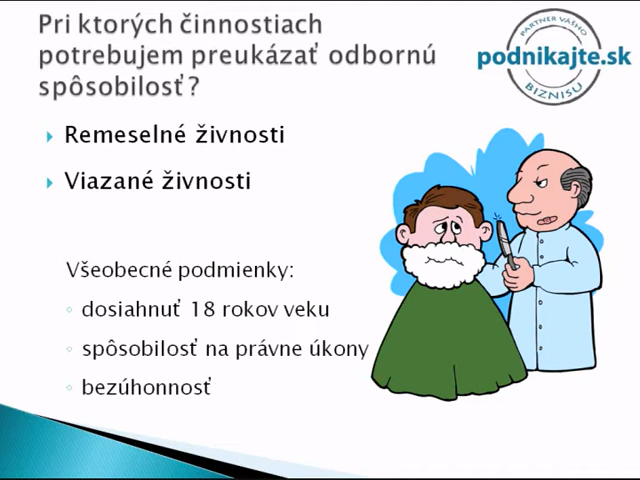 Pri ktorých činnostiach
potrebujem preukázať odbornú
spôsobilosť?
PARTNER VÁŠHO
podnikajte.sk
BIZNISU
Remeselné živnosti
Viazané živnosti
Všeobecné podmienky:
dosiahnuť 18 rokov veku
spôsobilosť na právne úkony
bezúhonnosť